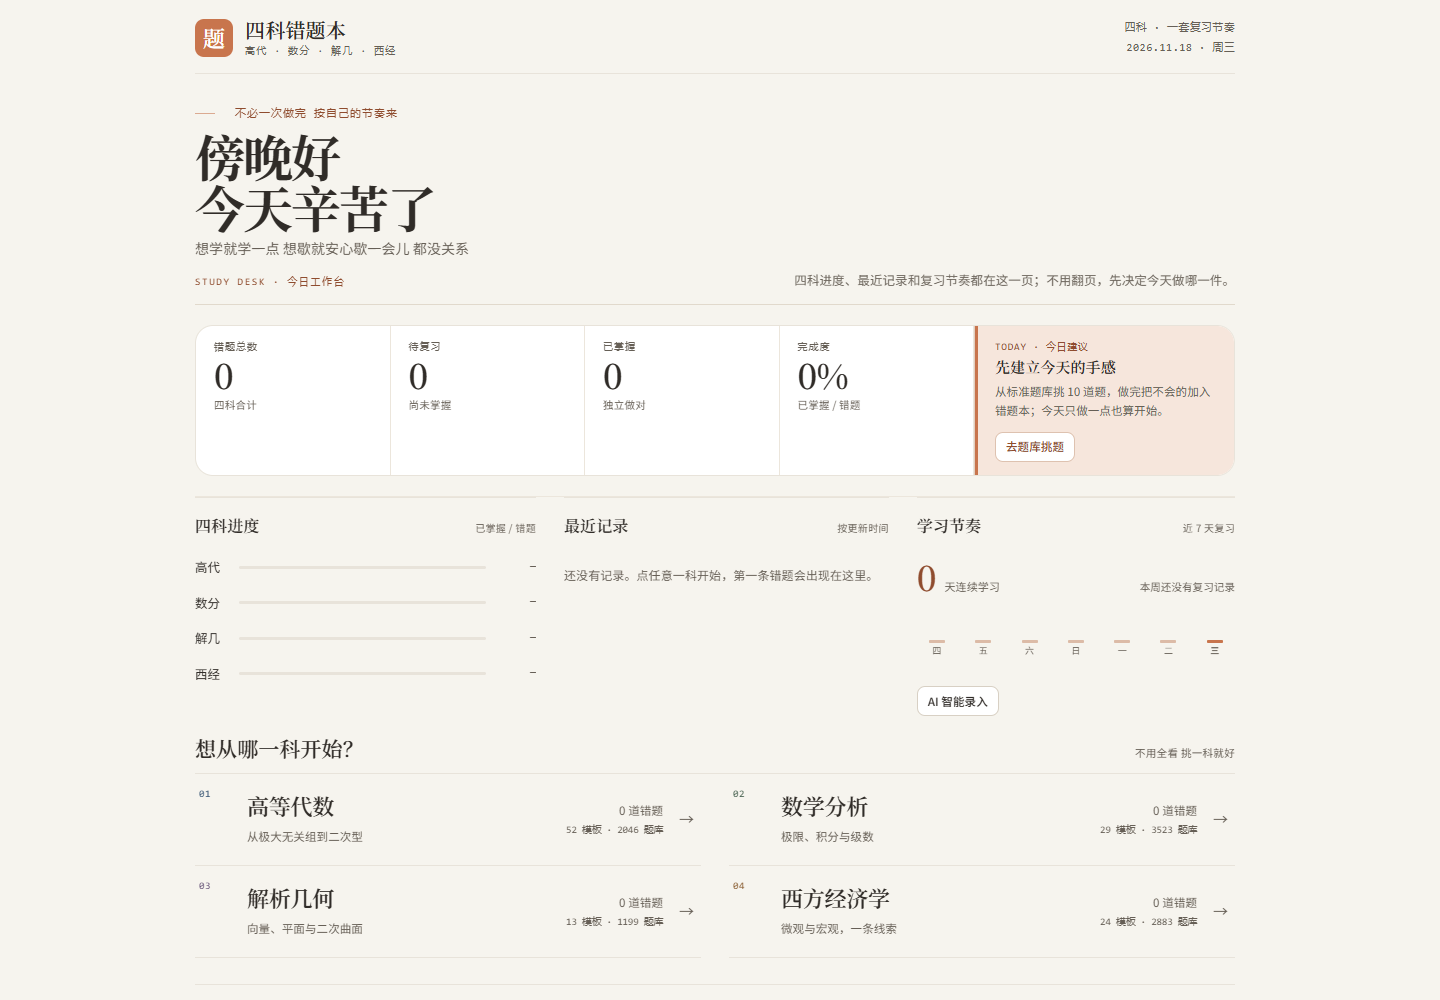 题
四科错题本
高代 · 数分 · 解几 · 西经
四科 · 一套复习节奏
2026.11.18 · 周三
不必一次做完 按自己的节奏来
傍晚好
今天辛苦了
想学就学一点 想歇就安心歇一会儿 都没关系
STUDY DESK · 今日工作台
四科进度、最近记录和复习节奏都在这一页；不用翻页，先决定今天做哪一件。
错题总数
0
四科合计
待复习
0
尚未掌握
已掌握
0
独立做对
完成度
0%
已掌握 / 错题
TODAY · 今日建议
先建立今天的手感
从标准题库挑 10 道题，做完把不会的加入
错题本；今天只做一点也算开始。
去题库挑题
四科进度
已掌握 / 错题
高代 –
数分 –
解几 –
西经 –
最近记录
按更新时间
还没有记录。点任意一科开始，第一条错题会出现在这里。
学习节奏
近 7 天复习
0 天连续学习
本周还没有复习记录
四 五 六 日 一 二 三
AI 智能录入
想从哪一科开始？
不用全看 挑一科就好
01
高等代数
从极大无关组到二次型
0 道错题
52 模板 · 2046 题库
→
02
数学分析
极限、积分与级数
0 道错题
29 模板 · 3523 题库
→
03
解析几何
向量、平面与二次曲面
0 道错题
13 模板 · 1199 题库
→
04
西方经济学
微观与宏观，一条线索
0 道错题
24 模板 · 2883 题库
→